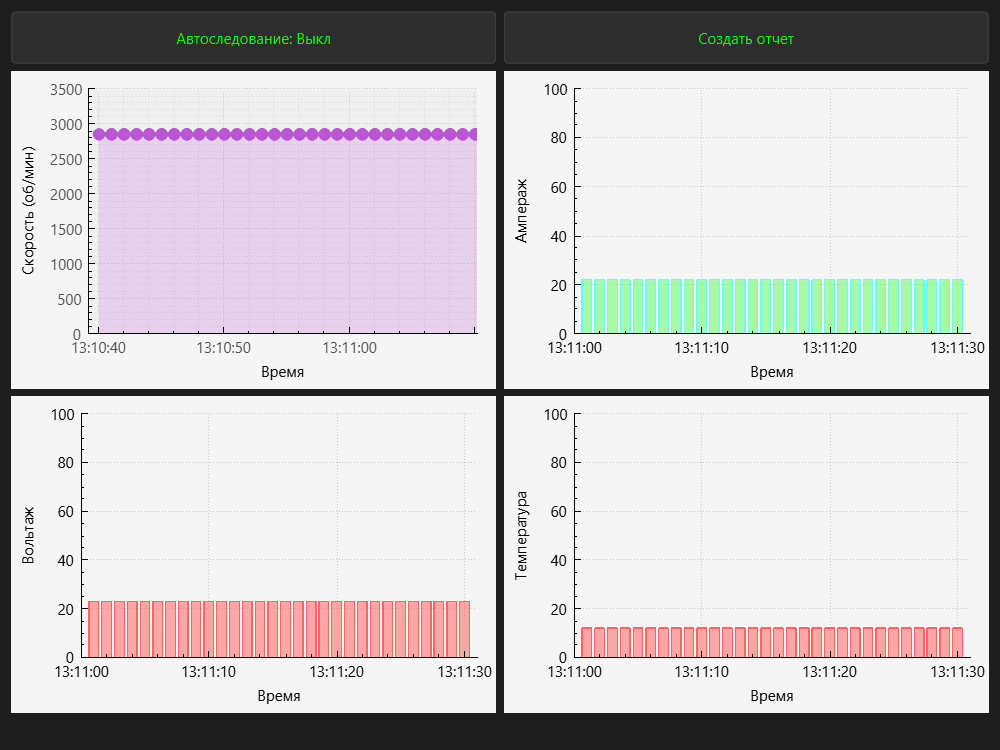 Автоследование: Выкл
Создать отчет
3500
3000
2500
2000
1500
1000
500
0
Скорость (об/мин)
13:10:40 13:10:50 13:11:00
Время
100
80
60
40
20
0
Ампераж
13:11:00 13:11:10 13:11:20 13:11:30
Время
100
80
60
40
20
0
Вольтаж
13:11:00 13:11:10 13:11:20 13:11:30
Время
100
80
60
40
20
0
Температура
13:11:00 13:11:10 13:11:20 13:11:30
Время